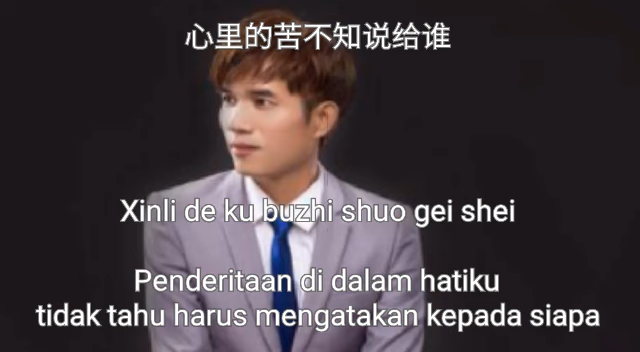 心里的苦不知说给谁
Xinli de ku buzhi shuo gei shei
Penderitaan di dalam hatiku
tidak tahu harus mengatakan kepada siapa